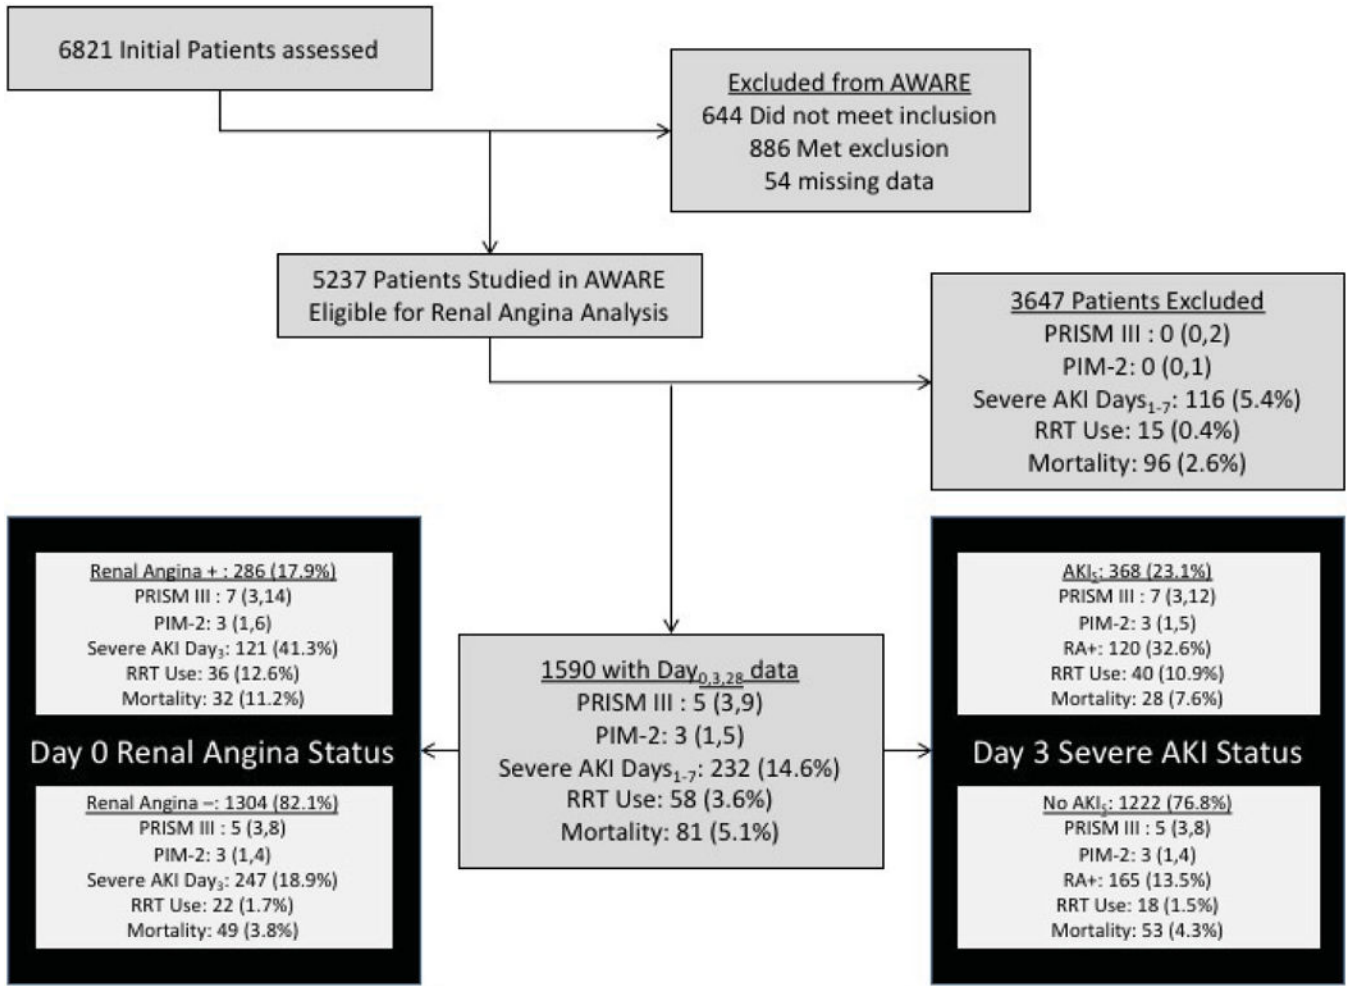 6821 Initial Patients assessed
Excluded from AWARE
644 Did not meet inclusion
886 Met exclusion
54 missing data
5237 Patients Studied in AWARE
Eligible for Renal Angina Analysis
3647 Patients Excluded
PRISM III : 0 (0,2)
PIM-2: 0 (0,1)
Severe AKI Days₁₋₇: 116 (5.4%)
RRT Use: 15 (0.4%)
Mortality: 96 (2.6%)
Renal Angina + : 286 (17.9%)
PRISM III : 7 (3,14)
PIM-2: 3 (1,6)
Severe AKI Day₃: 121 (41.3%)
RRT Use: 36 (12.6%)
Mortality: 32 (11.2%)
Day 0 Renal Angina Status
Renal Angina –: 1304 (82.1%)
PRISM III : 5 (3,8)
PIM-2: 3 (1,4)
Severe AKI Day₃: 247 (18.9%)
RRT Use: 22 (1.7%)
Mortality: 49 (3.8%)
1590 with Day₀,₃,₂₈ data
PRISM III : 5 (3,9)
PIM-2: 3 (1,5)
Severe AKI Days₁₋₇: 232 (14.6%)
RRT Use: 58 (3.6%)
Mortality: 81 (5.1%)
AKIₛ: 368 (23.1%)
PRISM III : 7 (3,12)
PIM-2: 3 (1,5)
RA+: 120 (32.6%)
RRT Use: 40 (10.9%)
Mortality: 28 (7.6%)
Day 3 Severe AKI Status
No AKIₛ: 1222 (76.8%)
PRISM III : 5 (3,8)
PIM-2: 3 (1,4)
RA+: 165 (13.5%)
RRT Use: 18 (1.5%)
Mortality: 53 (4.3%)